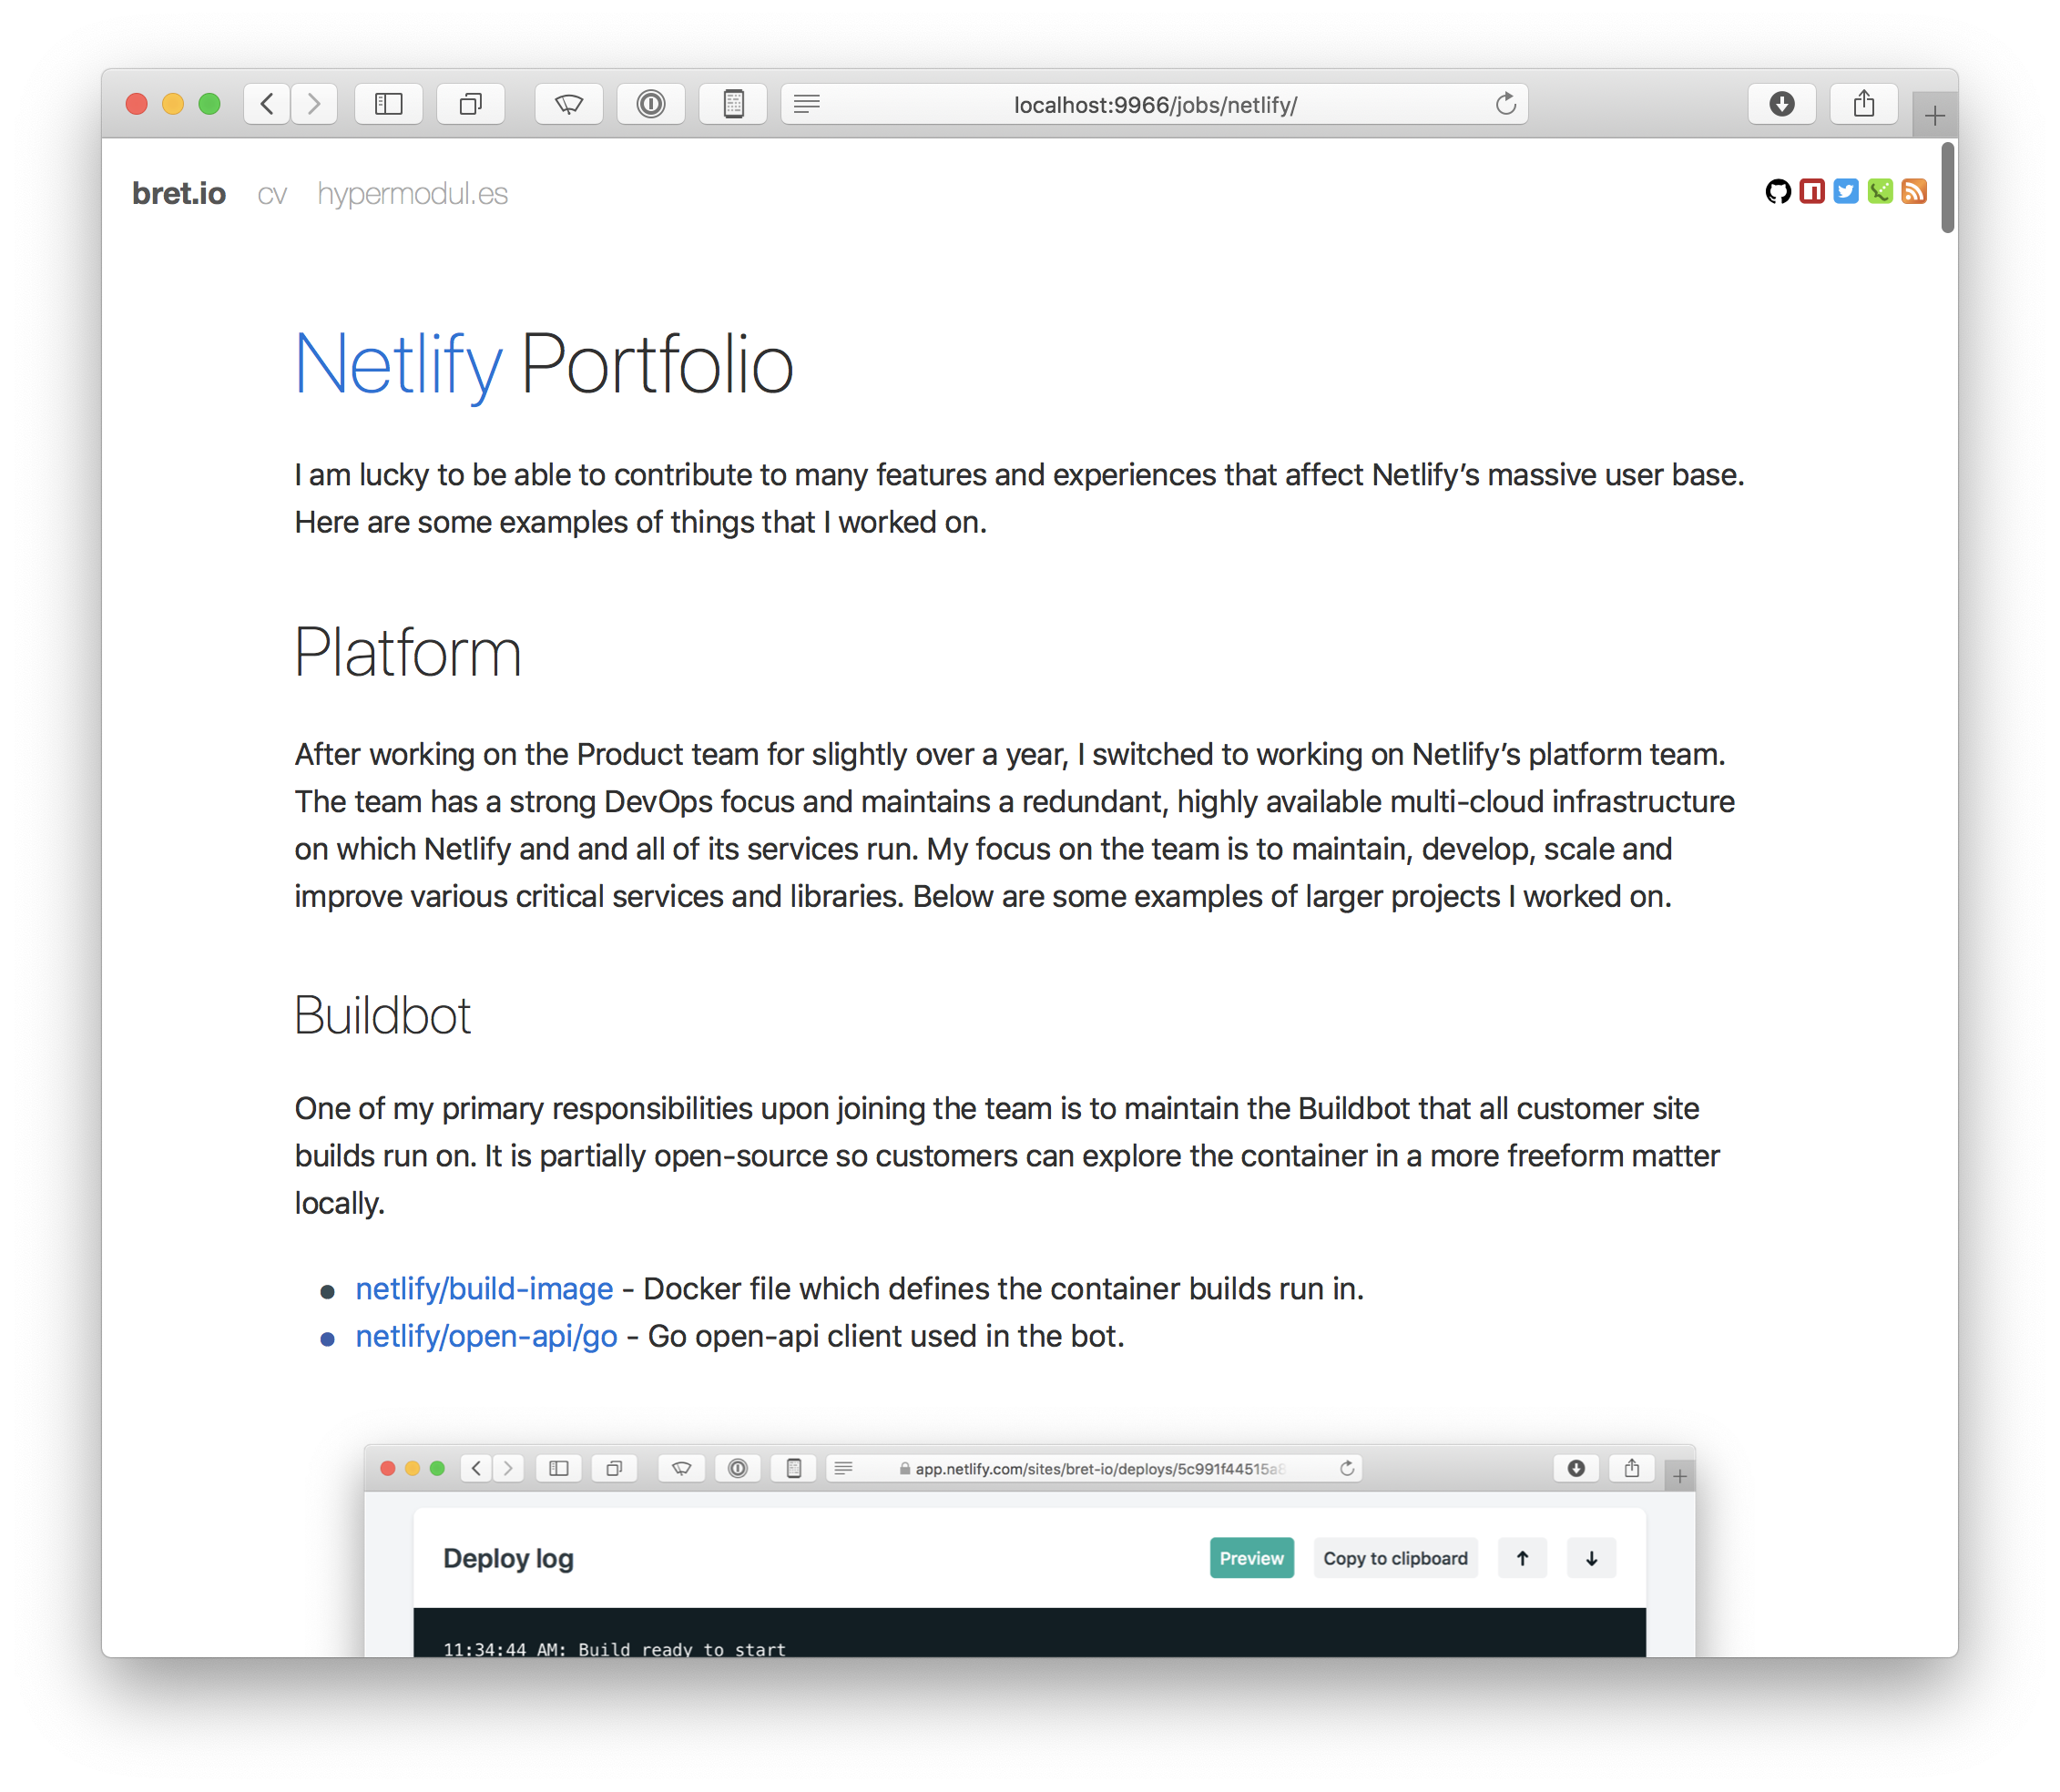 localhost:9966/jobs/netlify/
bret.io cv hypermodul.es
Netlify Portfolio
I am lucky to be able to contribute to many features and experiences that affect Netlify’s massive user base.
Here are some examples of things that I worked on.
Platform
After working on the Product team for slightly over a year, I switched to working on Netlify’s platform team.
The team has a strong DevOps focus and maintains a redundant, highly available multi-cloud infrastructure
on which Netlify and and all of its services run. My focus on the team is to maintain, develop, scale and
improve various critical services and libraries. Below are some examples of larger projects I worked on.
Buildbot
One of my primary responsibilities upon joining the team is to maintain the Buildbot that all customer site
builds run on. It is partially open-source so customers can explore the container in a more freeform matter
locally.
• netlify/build-image - Docker file which defines the container builds run in.
• netlify/open-api/go - Go open-api client used in the bot.
app.netlify.com/sites/bret-io/deploys/5c991f44515a8
Deploy log Preview Copy to clipboard ↑ ↓
11:34:44 AM: Build ready to start